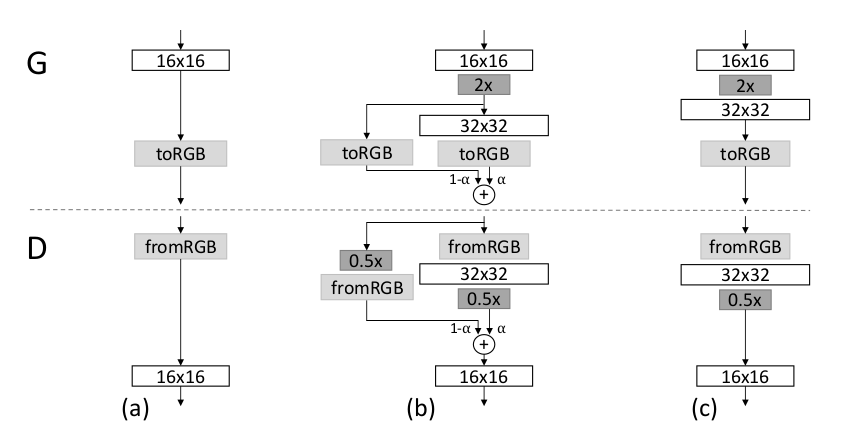 G
16x16
toRGB
16x16
2x
32x32
toRGB toRGB
1-α α
+
16x16
2x
32x32
toRGB
D
fromRGB
16x16
(a)
fromRGB
0.5x
32x32
fromRGB
0.5x
1-α α
+
16x16
(b)
fromRGB
32x32
0.5x
16x16
(c)